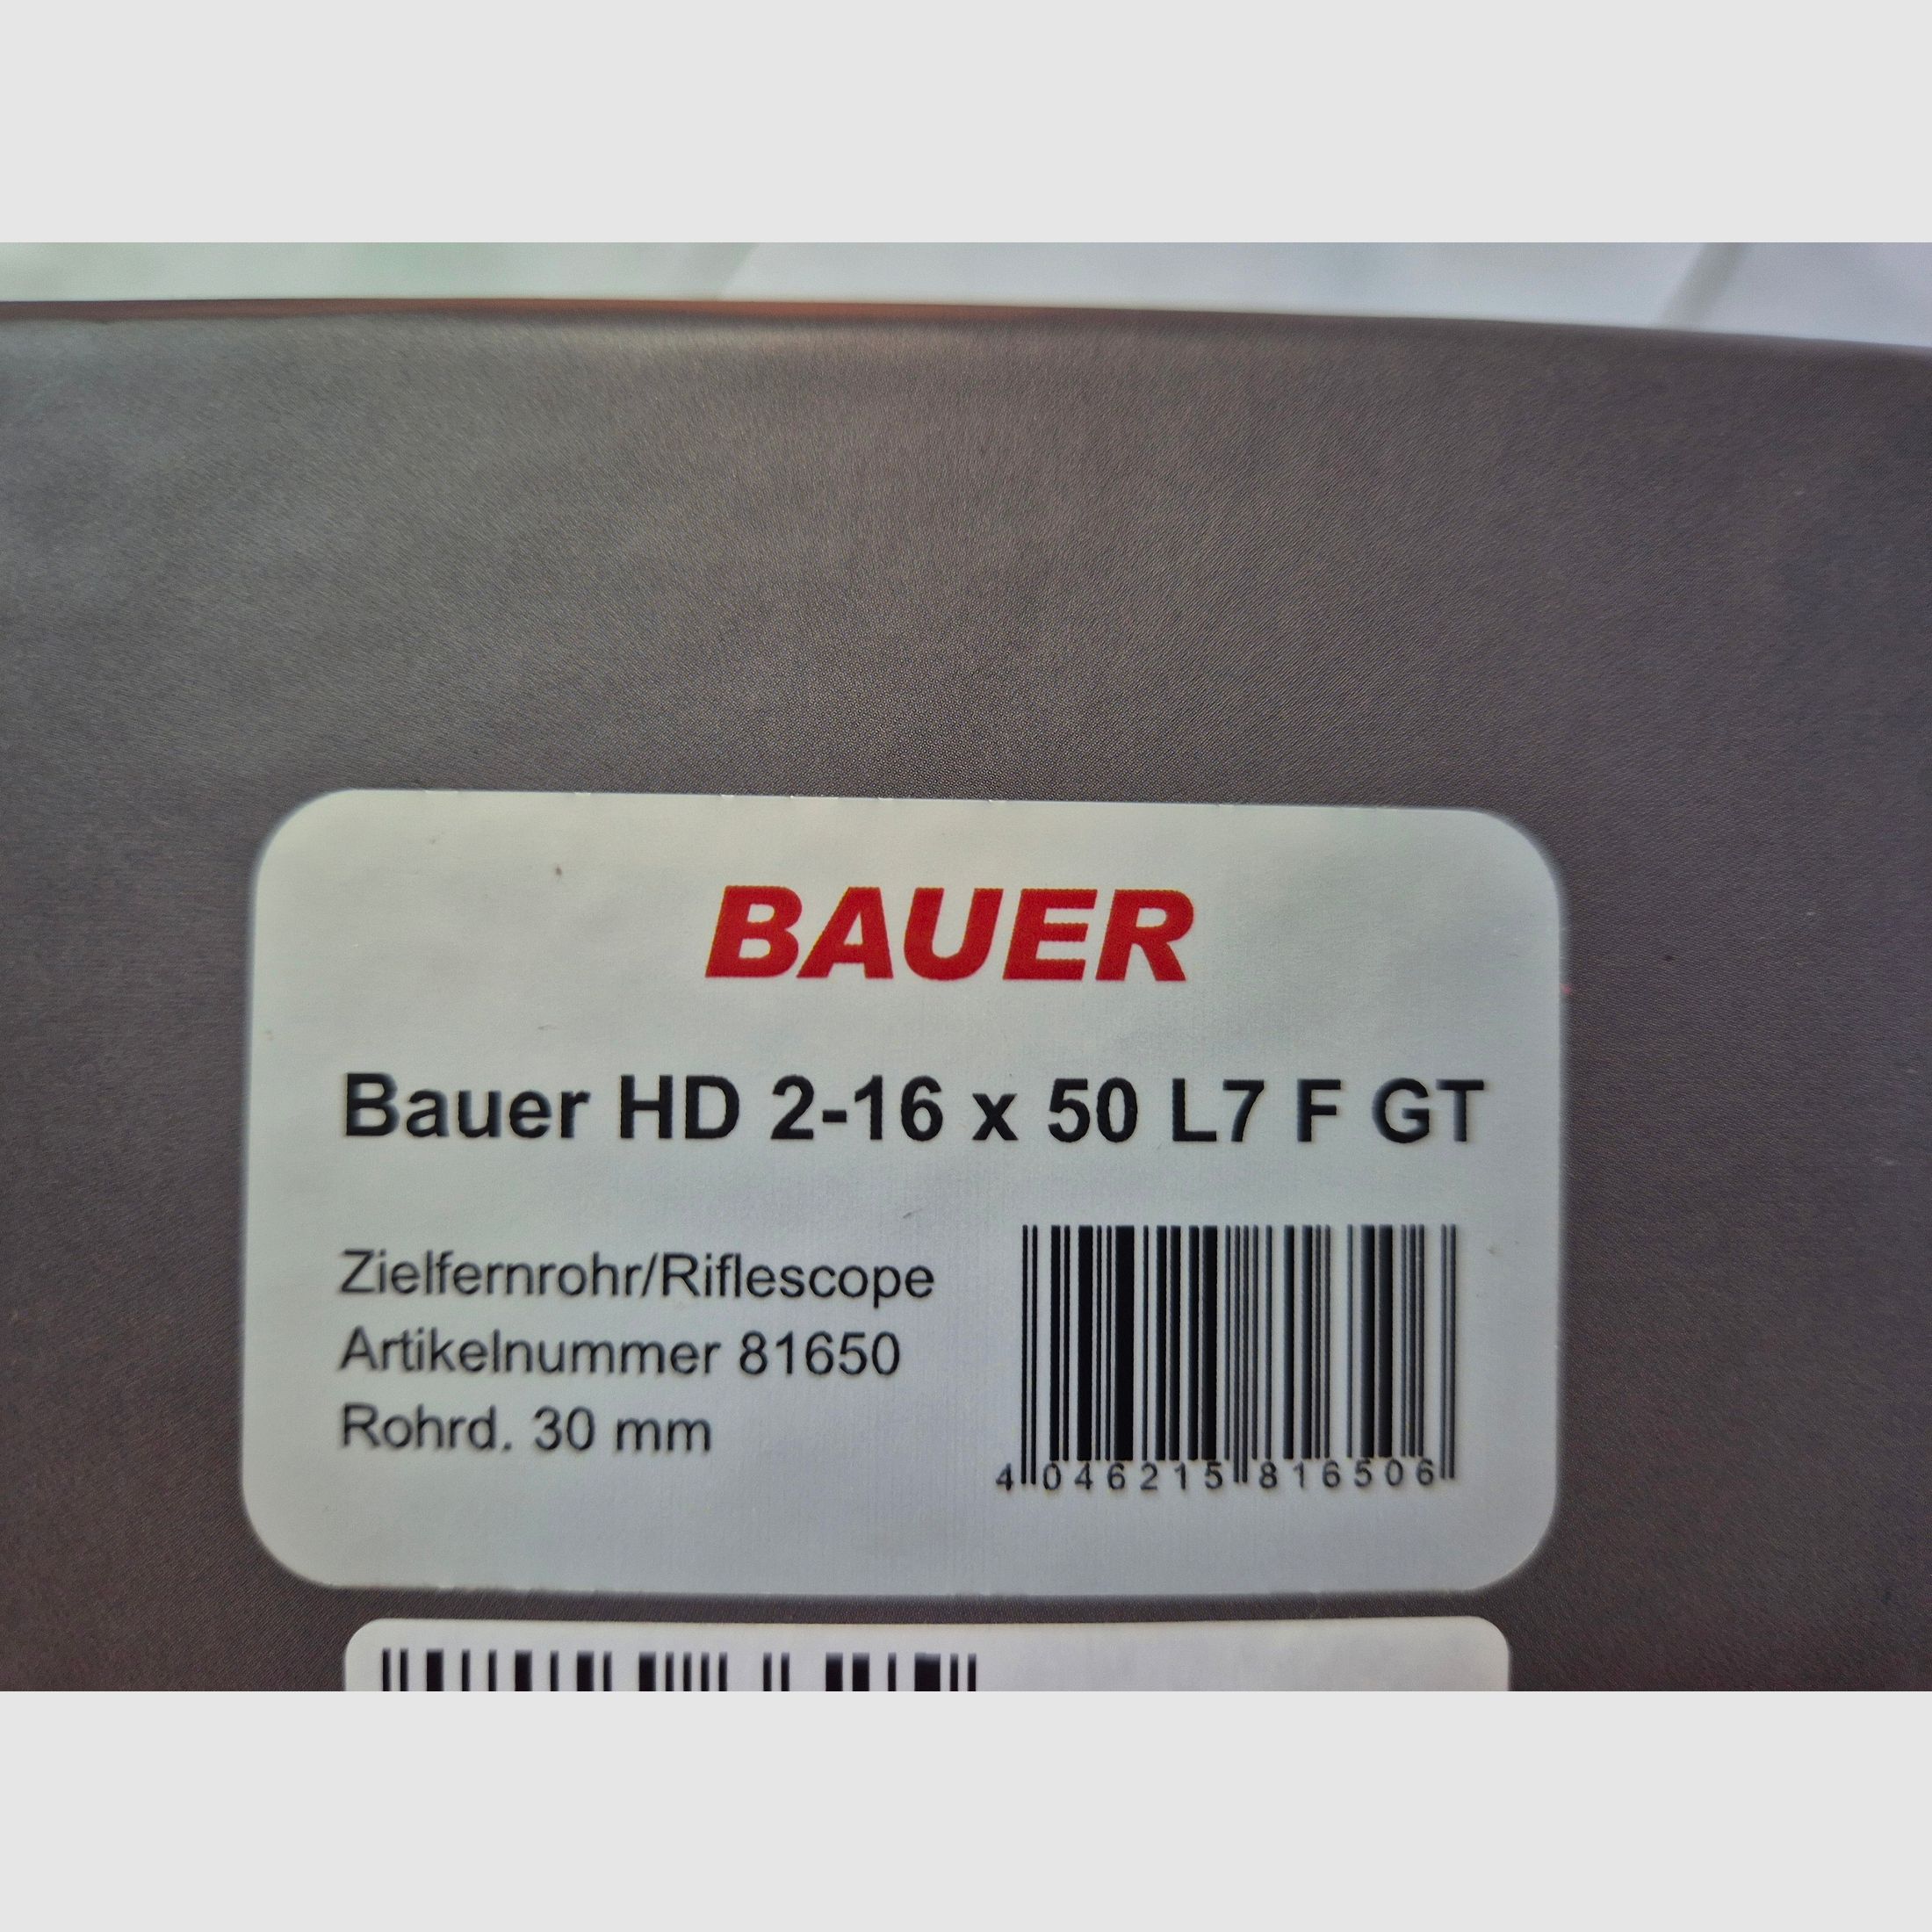 BAUER
Bauer HD 2-16 x 50 L7 F GT
Zielfernrohr/Riflescope
Artikelnummer 81650
Rohrd. 30 mm
4 046215 816506